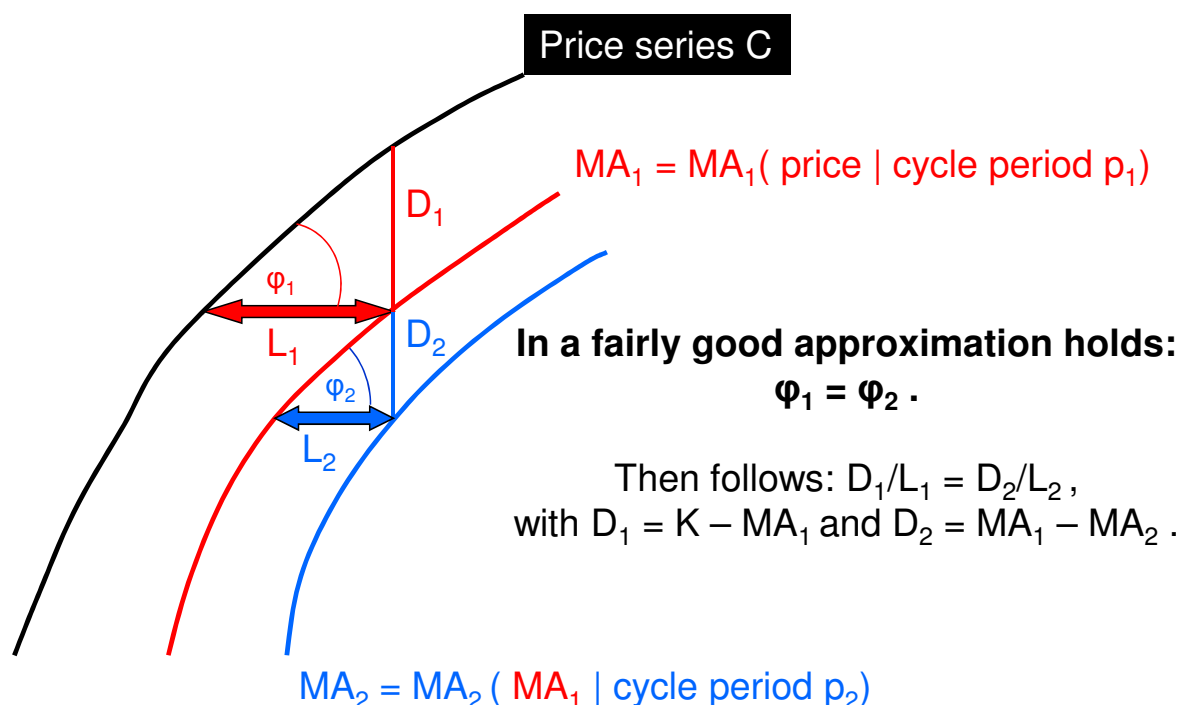 Price series C
MA₁ = MA₁( price | cycle period p₁)
D₁
φ₁
L₁
D₂
In a fairly good approximation holds:
φ₁ = φ₂ .
φ₂
L₂
Then follows: D₁/L₁ = D₂/L₂ ,
with D₁ = K – MA₁ and D₂ = MA₁ – MA₂ .
MA₂ = MA₂ ( MA₁ | cycle period p₂)